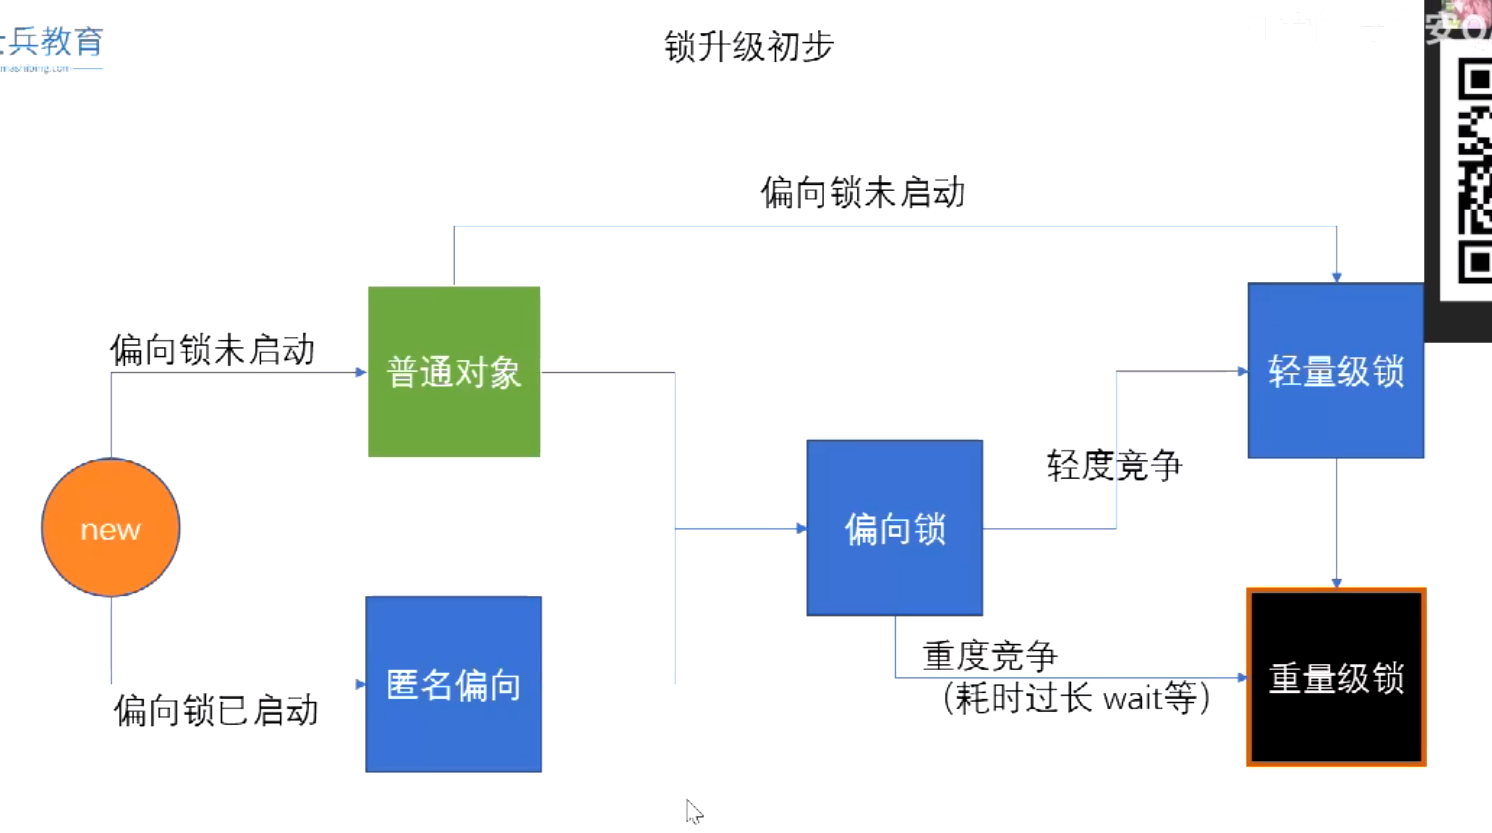 士兵教育
mashibing.com
锁升级初步
安
偏向锁未启动
偏向锁未启动
普通对象
轻量级锁
轻度竞争
new
偏向锁
匿名偏向
偏向锁已启动
重度竞争
(耗时过长 wait等)
重量级锁